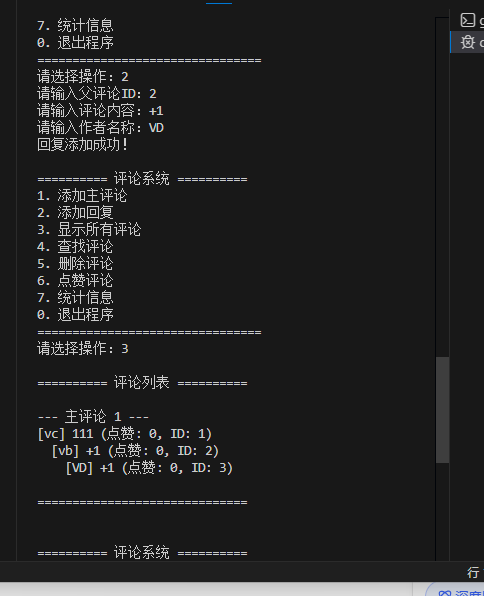 7. 统计信息
0. 退出程序
================================
请选择操作: 2
请输入父评论ID: 2
请输入评论内容: +1
请输入作者名称: VD
回复添加成功!
========== 评论系统 ==========
1. 添加主评论
2. 添加回复
3. 显示所有评论
4. 查找评论
5. 删除评论
6. 点赞评论
7. 统计信息
0. 退出程序
================================
请选择操作: 3
========== 评论列表 ==========
--- 主评论 1 ---
[vc] 111 (点赞: 0, ID: 1)
  [vb] +1 (点赞: 0, ID: 2)
    [VD] +1 (点赞: 0, ID: 3)
==============================
========== 评论系统 ==========
行